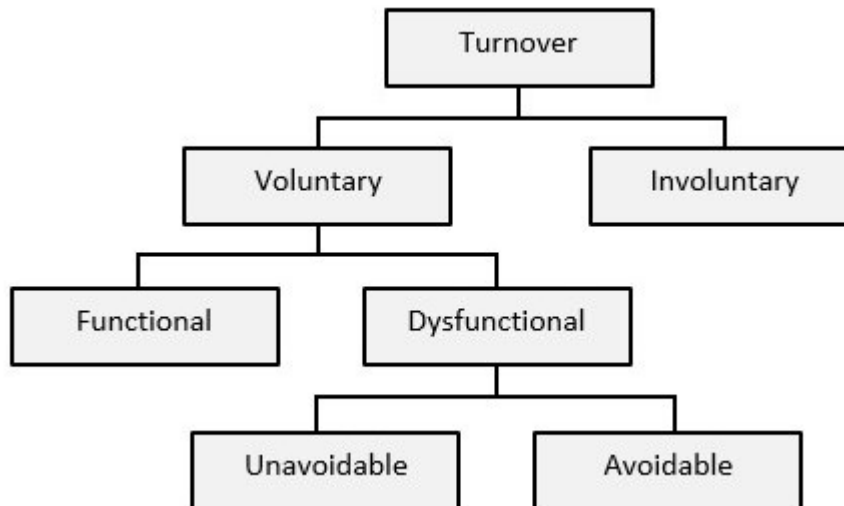 Turnover
Voluntary
Involuntary
Functional
Dysfunctional
Unavoidable
Avoidable